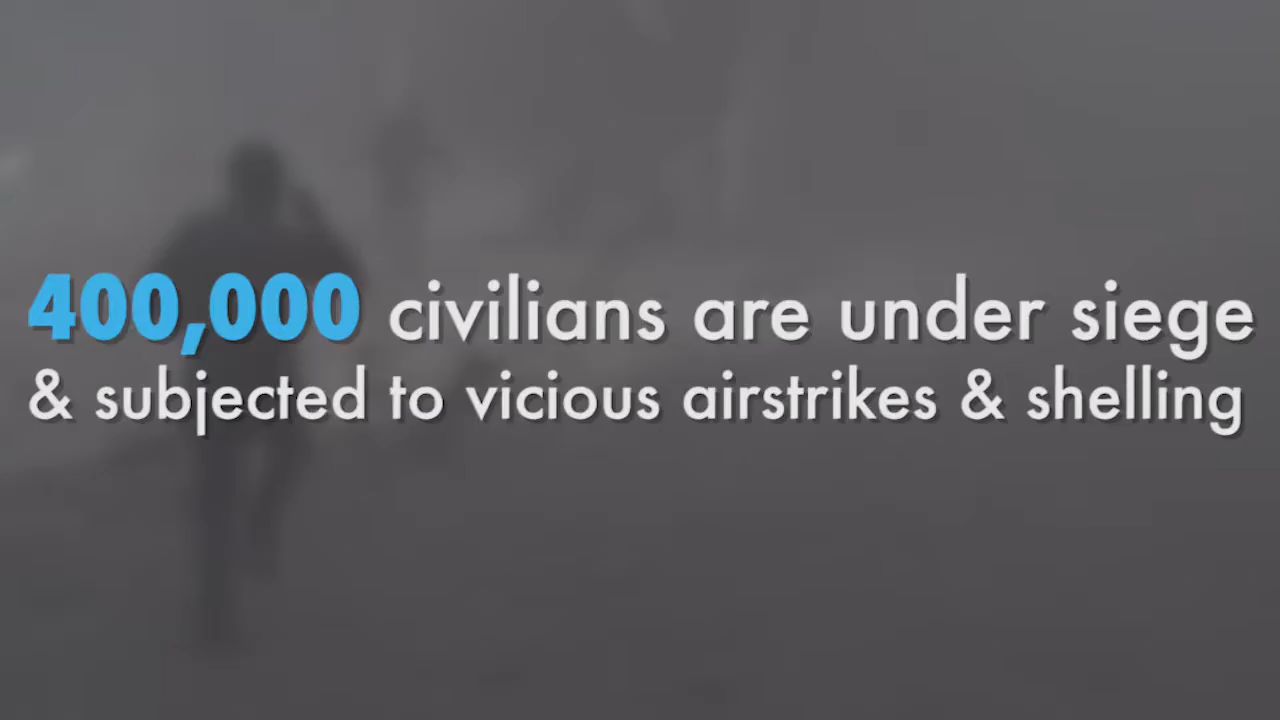 400,000 civilians are under siege
& subjected to vicious airstrikes & shelling